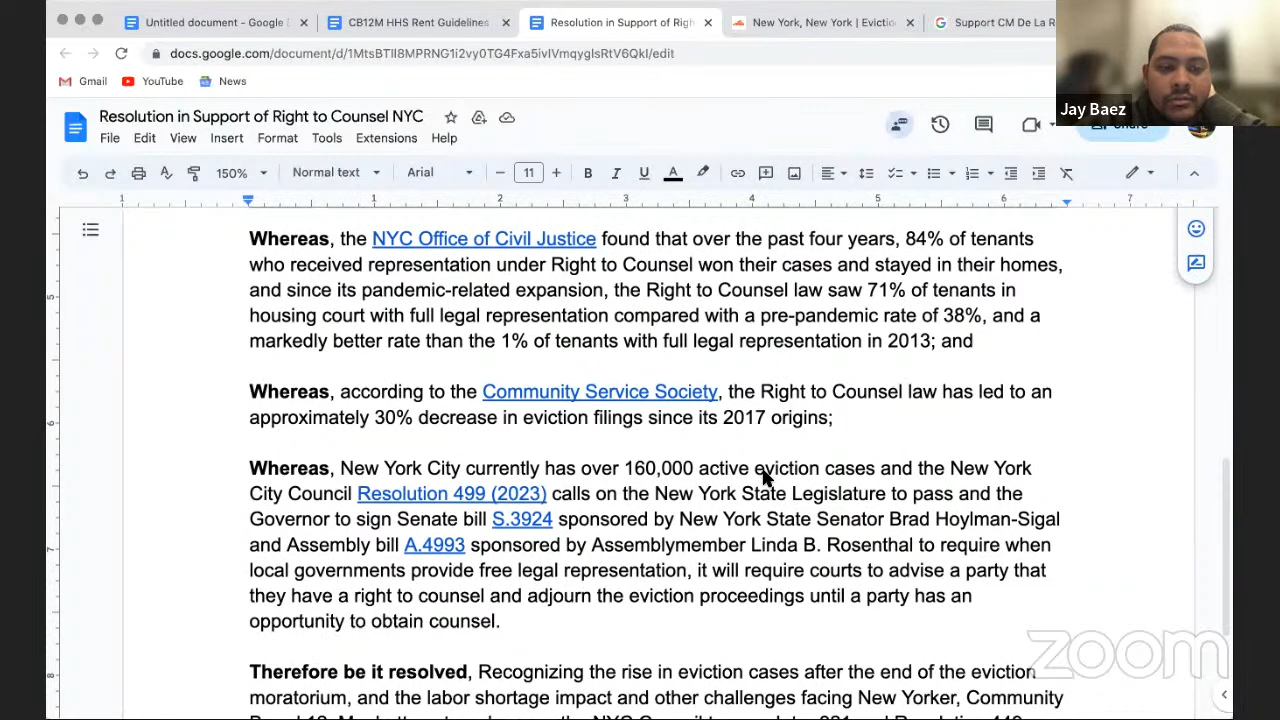 Untitled document - Google
CB12M HHS Rent Guidelines
Resolution in Support of Righ
New York, New York | Evictio
Support CM De La R
docs.google.com/document/d/1MtsBTlI8MPRNG1i2vy0TG4Fxa5ivIVmqyglsRtV6QkI/edit
Gmail
YouTube
News
Jay Baez
Resolution in Support of Right to Counsel NYC
File Edit View Insert Format Tools Extensions Help
Share
150% Normal text Arial 11 B I U A
1 1 2 3 4 5 6 7
Whereas, the NYC Office of Civil Justice found that over the past four years, 84% of tenants
who received representation under Right to Counsel won their cases and stayed in their homes,
5
and since its pandemic-related expansion, the Right to Counsel law saw 71% of tenants in
housing court with full legal representation compared with a pre-pandemic rate of 38%, and a
markedly better rate than the 1% of tenants with full legal representation in 2013; and
Whereas, according to the Community Service Society, the Right to Counsel law has led to an
approximately 30% decrease in eviction filings since its 2017 origins;
6
Whereas, New York City currently has over 160,000 active eviction cases and the New York
City Council Resolution 499 (2023) calls on the New York State Legislature to pass and the
Governor to sign Senate bill S.3924 sponsored by New York State Senator Brad Hoylman-Sigal
7
and Assembly bill A.4993 sponsored by Assemblymember Linda B. Rosenthal to require when
local governments provide free legal representation, it will require courts to advise a party that
they have a right to counsel and adjourn the eviction proceedings until a party has an
opportunity to obtain counsel.
zoom
Therefore be it resolved, Recognizing the rise in eviction cases after the end of the eviction
8
moratorium, and the labor shortage impact and other challenges facing New Yorker, Community